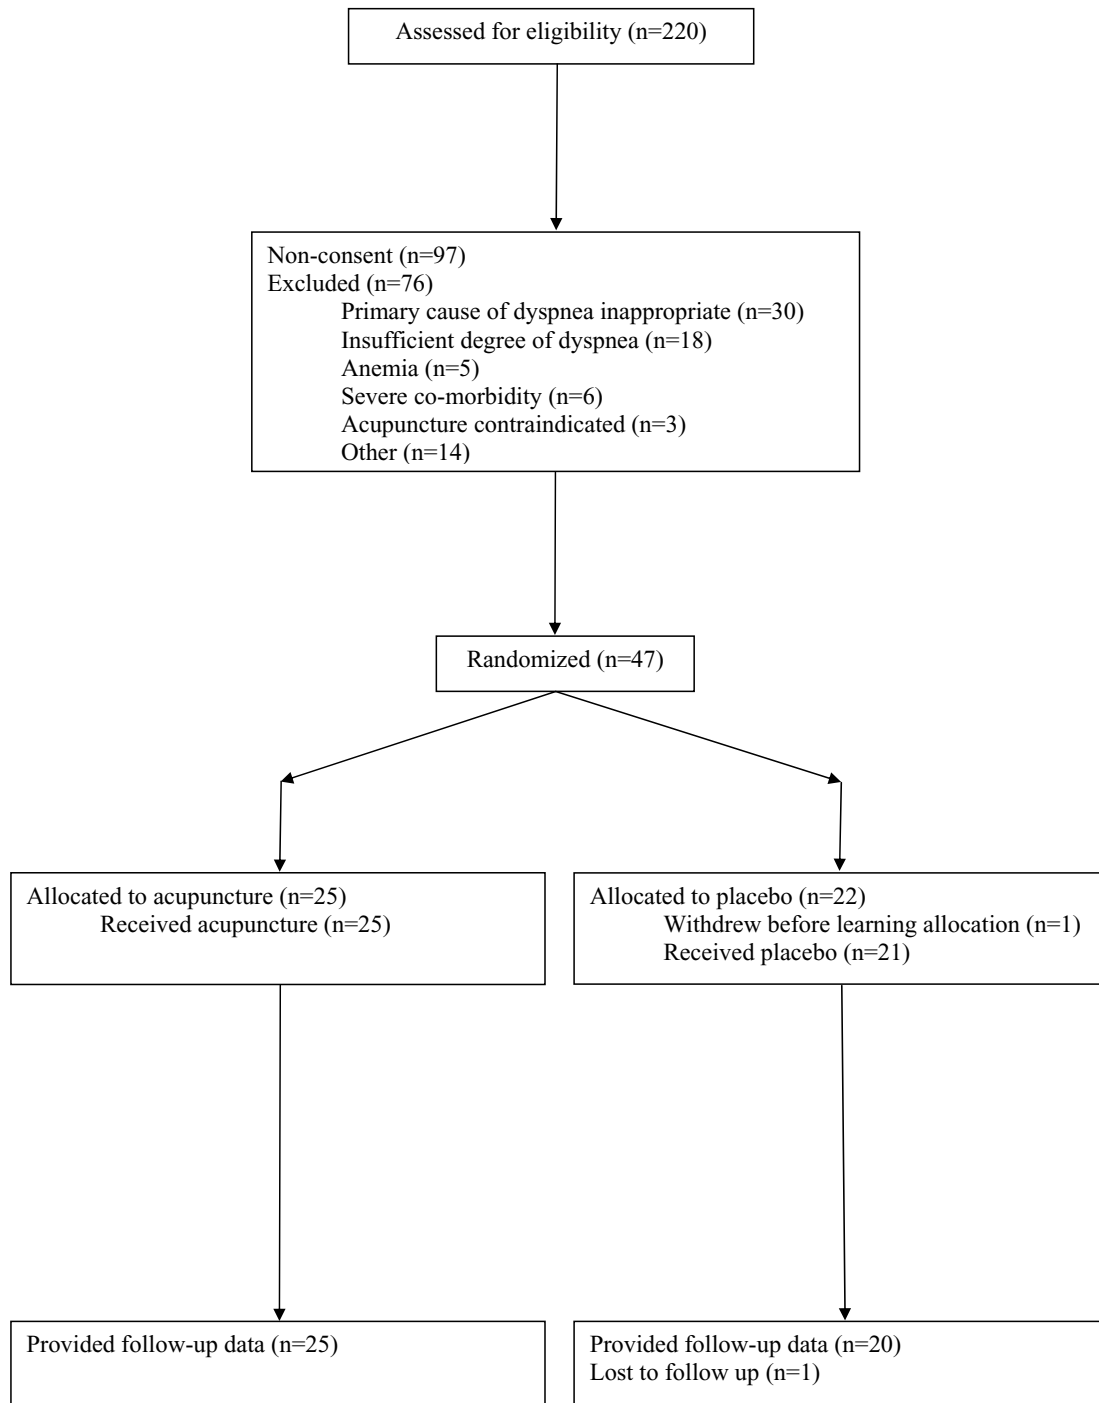 Assessed for eligibility (n=220)
Non-consent (n=97)
Excluded (n=76)
Primary cause of dyspnea inappropriate (n=30)
Insufficient degree of dyspnea (n=18)
Anemia (n=5)
Severe co-morbidity (n=6)
Acupuncture contraindicated (n=3)
Other (n=14)
Randomized (n=47)
Allocated to acupuncture (n=25)
Received acupuncture (n=25)
Allocated to placebo (n=22)
Withdrew before learning allocation (n=1)
Received placebo (n=21)
Provided follow-up data (n=25)
Provided follow-up data (n=20)
Lost to follow up (n=1)